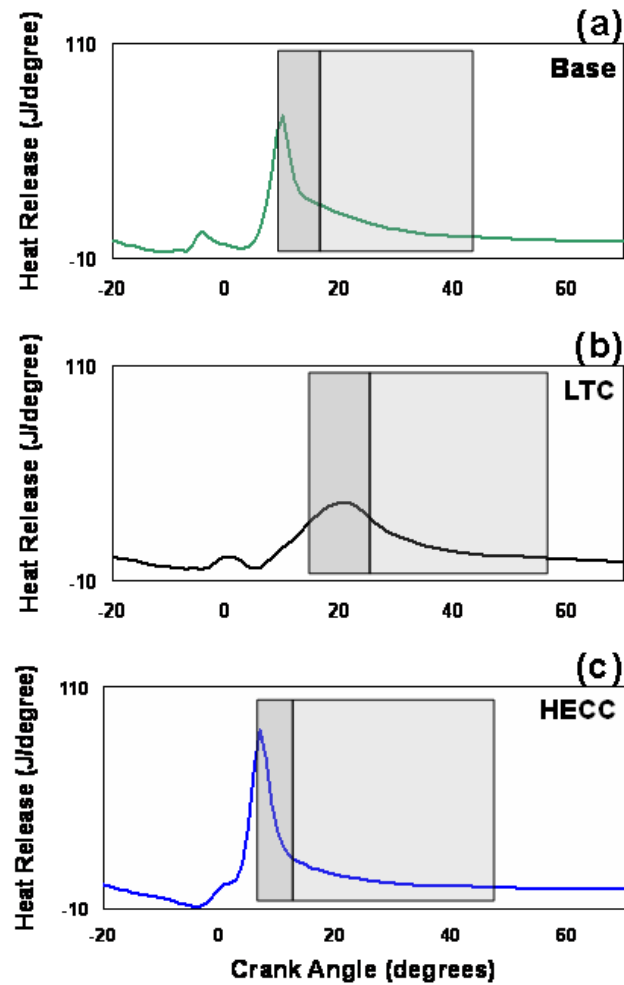 (a)
110
Base
Heat Release (J/degree)
-10
-20 0 20 40 60
(b)
110
LTC
Heat Release (J/degree)
-10
-20 0 20 40 60
(c)
110
HECC
Heat Release (J/degree)
-10
-20 0 20 40 60
Crank Angle (degrees)